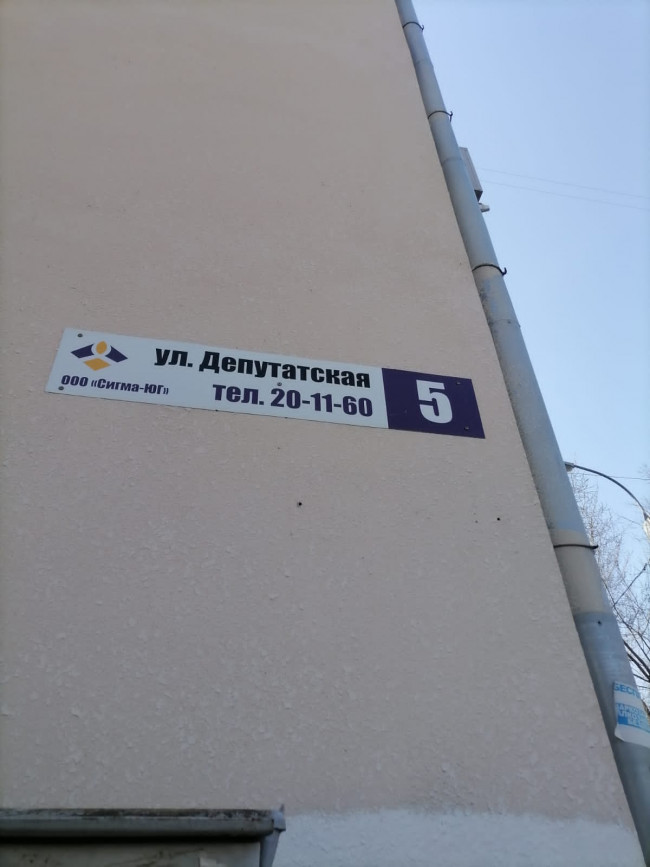 ул. Депутатская
ООО «Сигма-ЮГ»
тел. 20-11-60
5